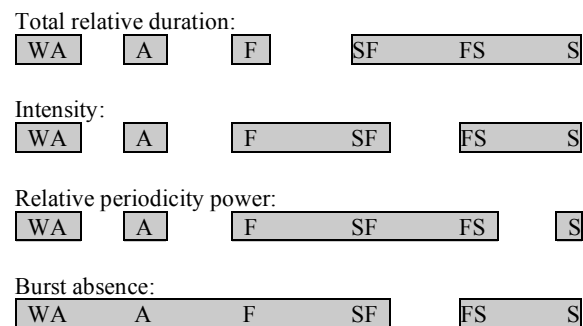 Total relative duration:
WA A F SF FS S
Intensity:
WA A F SF FS S
Relative periodicity power:
WA A F SF FS S
Burst absence:
WA A F SF FS S